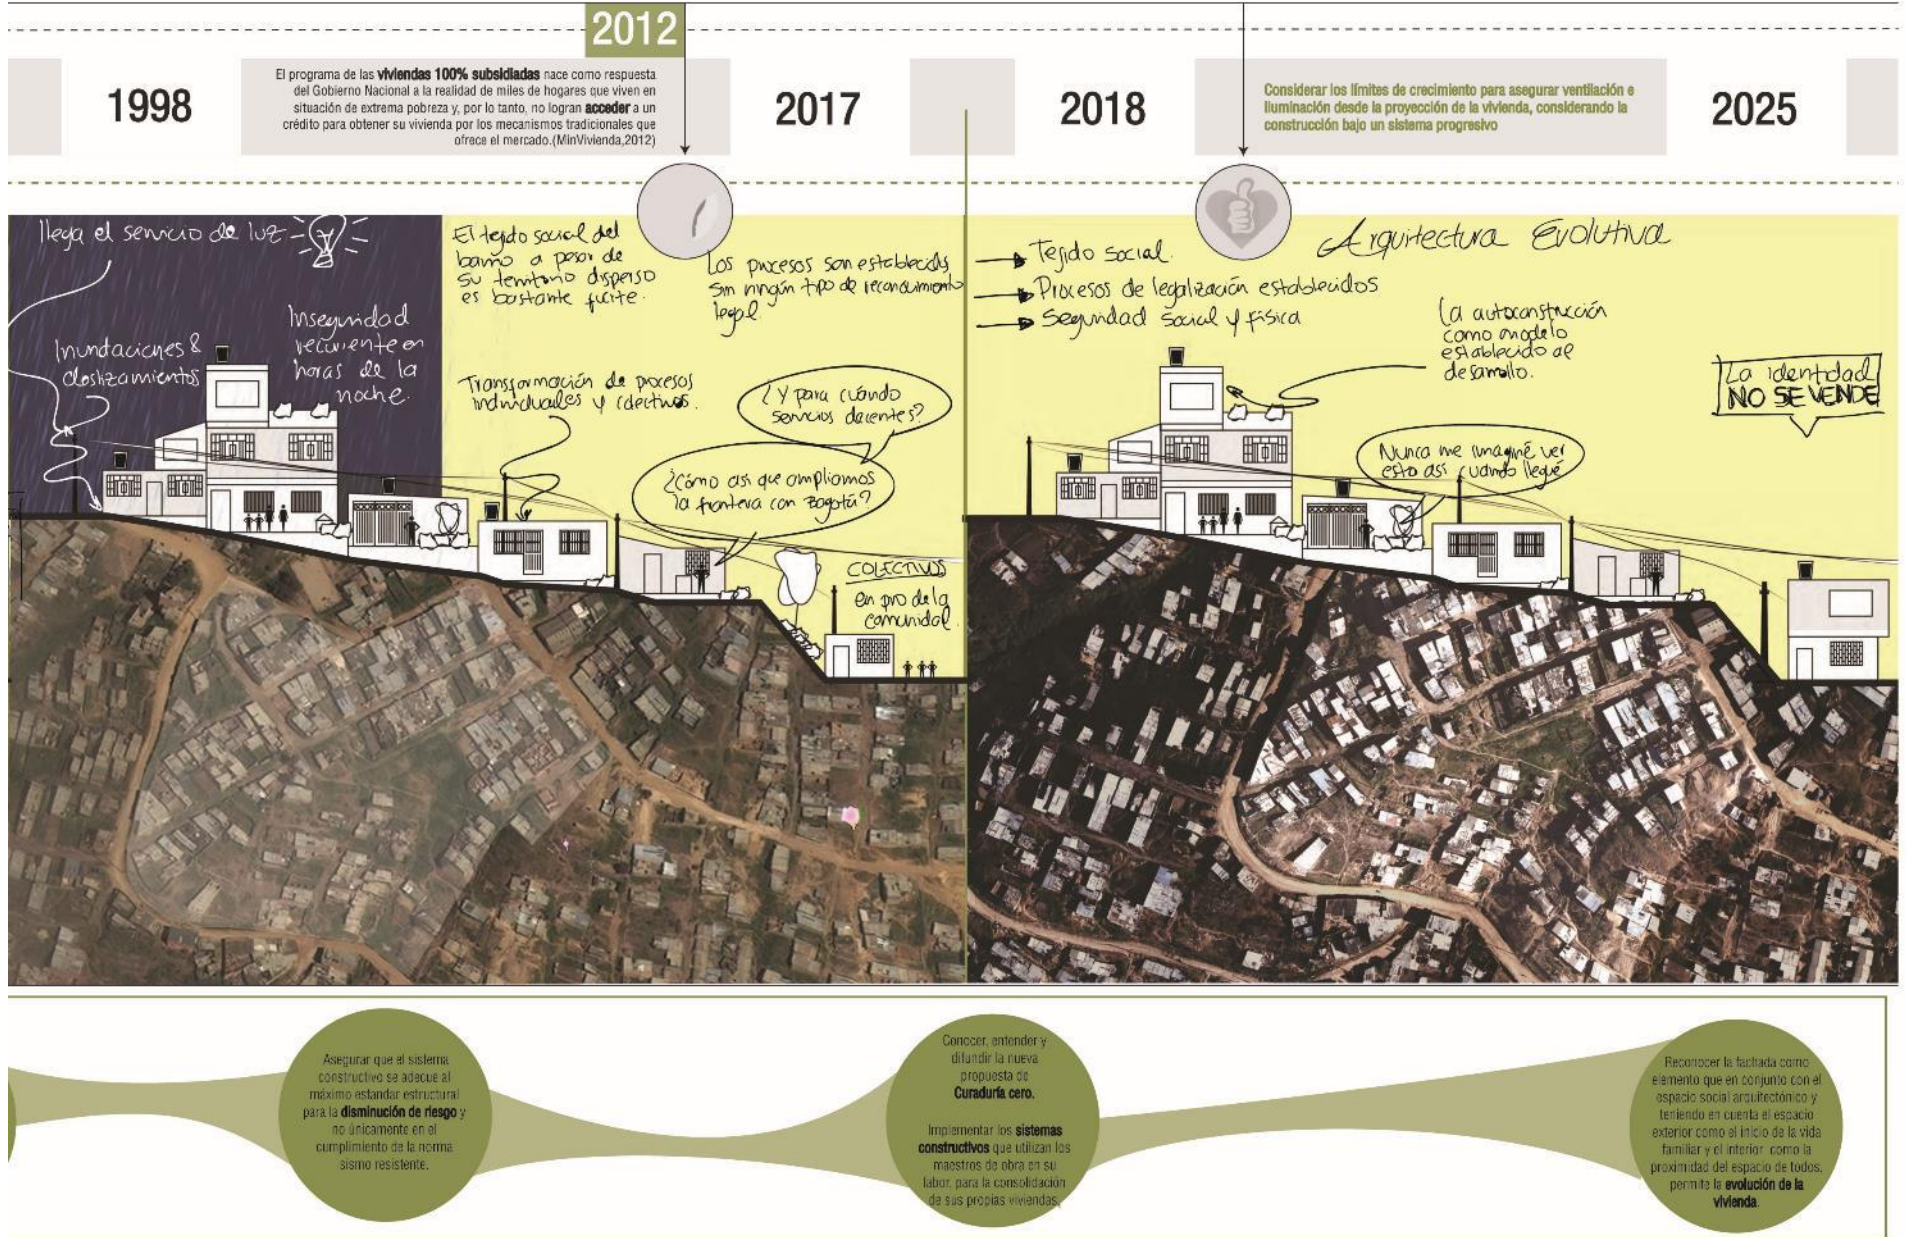 2012
1998
El programa de las viviendas 100% subsidiadas nace como respuesta
del Gobierno Nacional a la realidad de miles de hogares que viven en
situación de extrema pobreza y, por lo tanto, no logran acceder a un
crédito para obtener su vivienda por los mecanismos tradicionales que
ofrece el mercado.(MinVivienda,2012)
2017
2018
Considerar los límites de crecimiento para asegurar ventilación e
iluminación desde la proyección de la vivienda, considerando la
construcción bajo un sistema progresivo
2025
llega el servicio de luz
Inundaciones &
deslizamientos
Inseguridad
recurrente en
horas de la
noche.
El tejido social del
barrio a pesar de
su territorio disperso
es bastante fuerte.
Los procesos son establecidos
sin ningún tipo de reconocimiento
legal.
Transformación de procesos
individuales y colectivos.
¿Y para cuándo
servicios decentes?
¿Cómo así que ampliamos
la frontera con Bogotá?
COLECTIVOS
en pro de la
comunidad.
Tejido social.
Procesos de legalización establecidos
Seguridad social y física
Arquitectura Evolutiva
La autoconstrucción
como modelo
establecido de
desarrollo.
La identidad
NO SE VENDE
Nunca me imaginé ver
esto así cuando llegué
Asegurar que el sistema
constructivo se adecue al
máximo estandar estructural
para la disminución de riesgo y
no únicamente en el
cumplimiento de la norma
sismo resistente.
Conocer, entender y
difundir la nueva
propuesta de
Curaduría cero.
Implementar los sistemas
constructivos que utilizan los
maestros de obra en su
labor, para la consolidación
de sus propias viviendas.
Reconocer la fachada como
elemento que en conjunto con el
espacio social arquitectónico y
teniendo en cuenta el espacio
exterior como el inicio de la vida
familiar y el interior como la
proximidad del espacio de todos,
permite la evolución de la
vivienda.